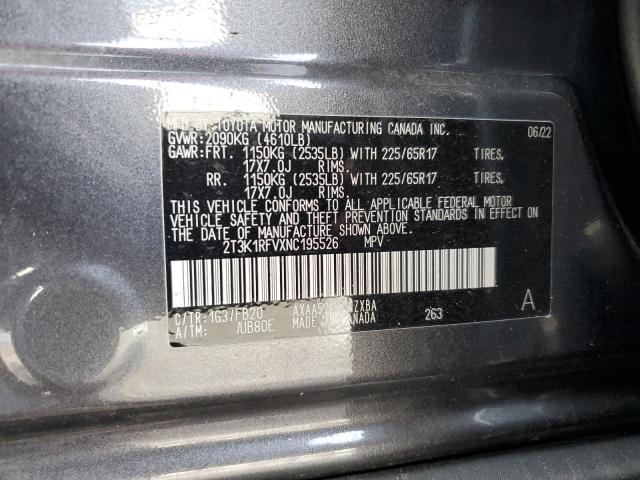 MFD BY TOYOTA MOTOR MANUFACTURING CANADA INC. 06/22
GVWR: 2090KG (4610LB)
GAWR: FRT. 1150KG (2535LB) WITH 225/65R17 TIRES,
17X7.0J RIMS.
RR. 1150KG (2535LB) WITH 225/65R17 TIRES,
17X7.0J RIMS.
THIS VEHICLE CONFORMS TO ALL APPLICABLE FEDERAL MOTOR
VEHICLE SAFETY AND THEFT PREVENTION STANDARDS IN EFFECT ON
THE DATE OF MANUFACTURE SHOWN ABOVE.
2T3K1RFVXNC195526 MPV
C/TR: 1G3/FB20 263 A
A/TM: /UB80E MADE CANADA